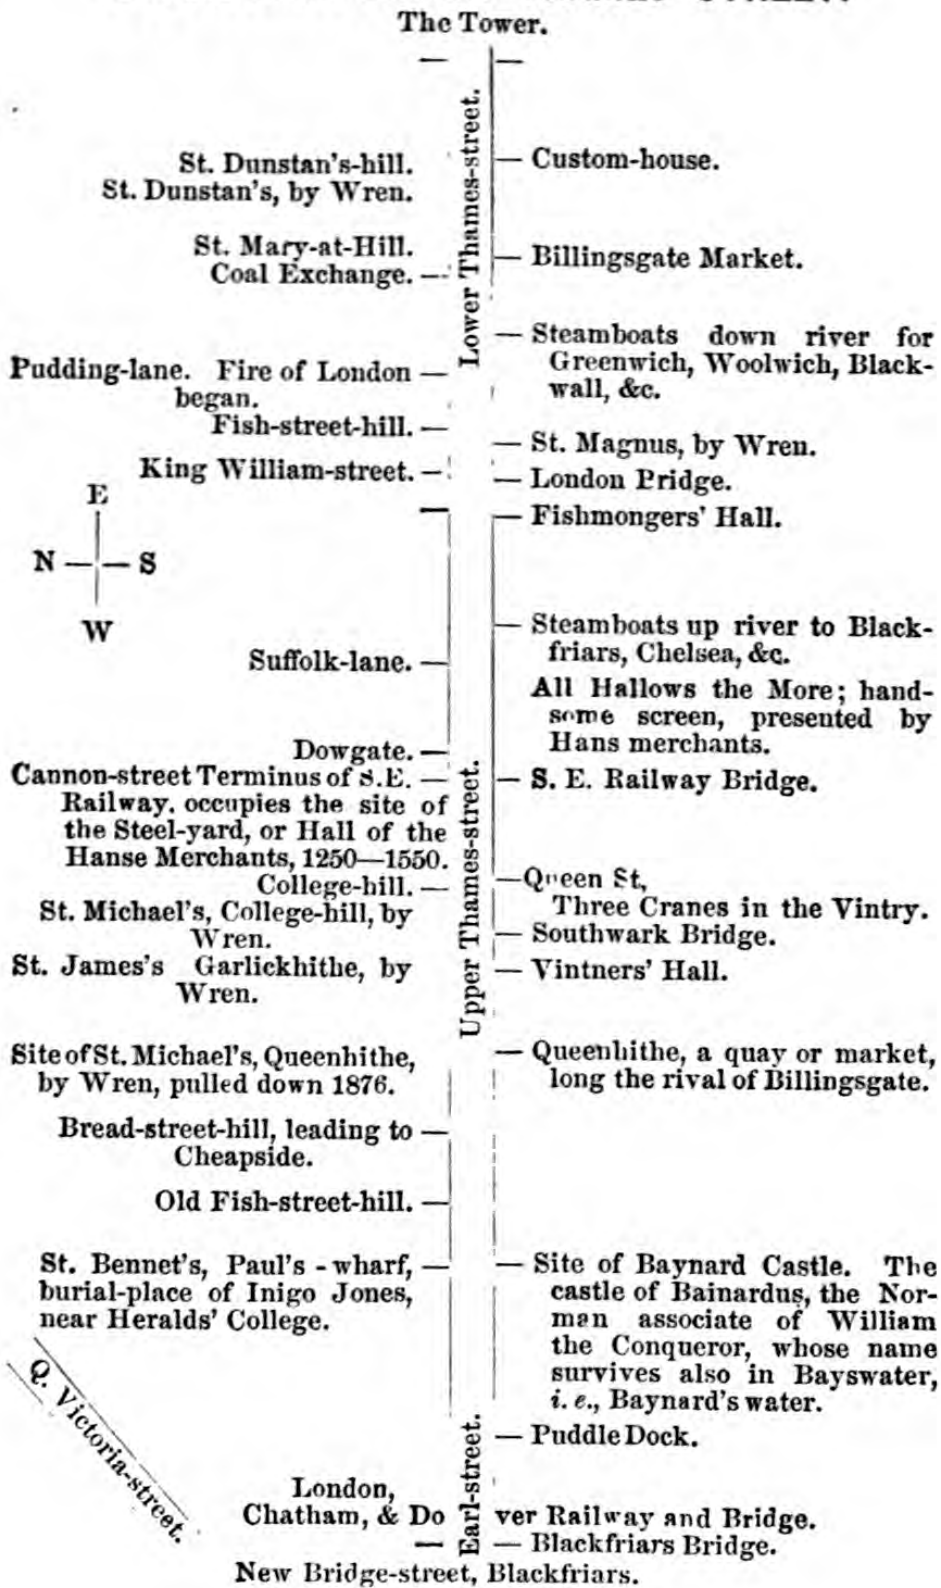 The Tower.
Lower Thames-street.
St. Dunstan's-hill.
St. Dunstan's, by Wren.
Custom-house.
St. Mary-at-Hill.
Coal Exchange.
Billingsgate Market.
Steamboats down river for
Greenwich, Woolwich, Black-
wall, &c.
Pudding-lane. Fire of London
began.
Fish-street-hill.
St. Magnus, by Wren.
King William-street.
London Pridge.
Fishmongers' Hall.
E
N S
W
Steamboats up river to Black-
friars, Chelsea, &c.
Suffolk-lane.
All Hallows the More; hand-
some screen, presented by
Hans merchants.
Upper Thames-street.
Dowgate.
Cannon-street Terminus of S.E.
Railway. occupies the site of
the Steel-yard, or Hall of the
Hanse Merchants, 1250—1550.
S. E. Railway Bridge.
College-hill.
St. Michael's, College-hill, by
Wren.
Queen St,
Three Cranes in the Vintry.
Southwark Bridge.
St. James's Garlickhithe, by
Wren.
Vintners' Hall.
Site of St. Michael's, Queenhithe,
by Wren, pulled down 1876.
Queenhithe, a quay or market,
long the rival of Billingsgate.
Bread-street-hill, leading to
Cheapside.
Old Fish-street-hill.
St. Bennet's, Paul's-wharf,
burial-place of Inigo Jones,
near Heralds' College.
Site of Baynard Castle. The
castle of Bainardus, the Nor-
man associate of William
the Conqueror, whose name
survives also in Bayswater,
i. e., Baynard's water.
Q. Victoria-street.
Earl-street.
Puddle Dock.
London,
Chatham, & Do ver Railway and Bridge.
Blackfriars Bridge.
New Bridge-street, Blackfriars.